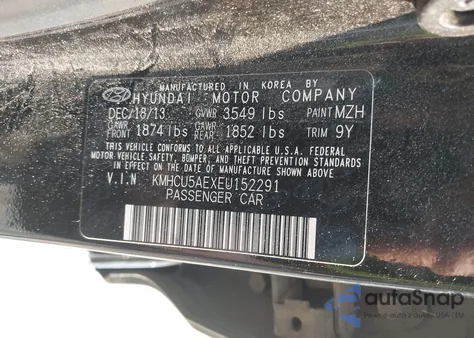 MANUFACTURED IN KOREA BY
HYUNDAI MOTOR COMPANY
DEC/18/13 GVWR 3549 lbs PAINT MZH
GAWR FRONT 1874 lbs GAWR REAR 1852 lbs TRIM 9Y
THIS VEHICLE CONFORMS TO ALL APPLICABLE U.S.A. FEDERAL
MOTOR VEHICLE SAFETY, BUMPER, AND THEFT PREVENTION STANDARDS
IN EFFECT ON THE DATE OF MANUFACTURE SHOWN ABOVE.
V.I.N. KMHCU5AEXEU152291
PASSENGER CAR
autoSnap